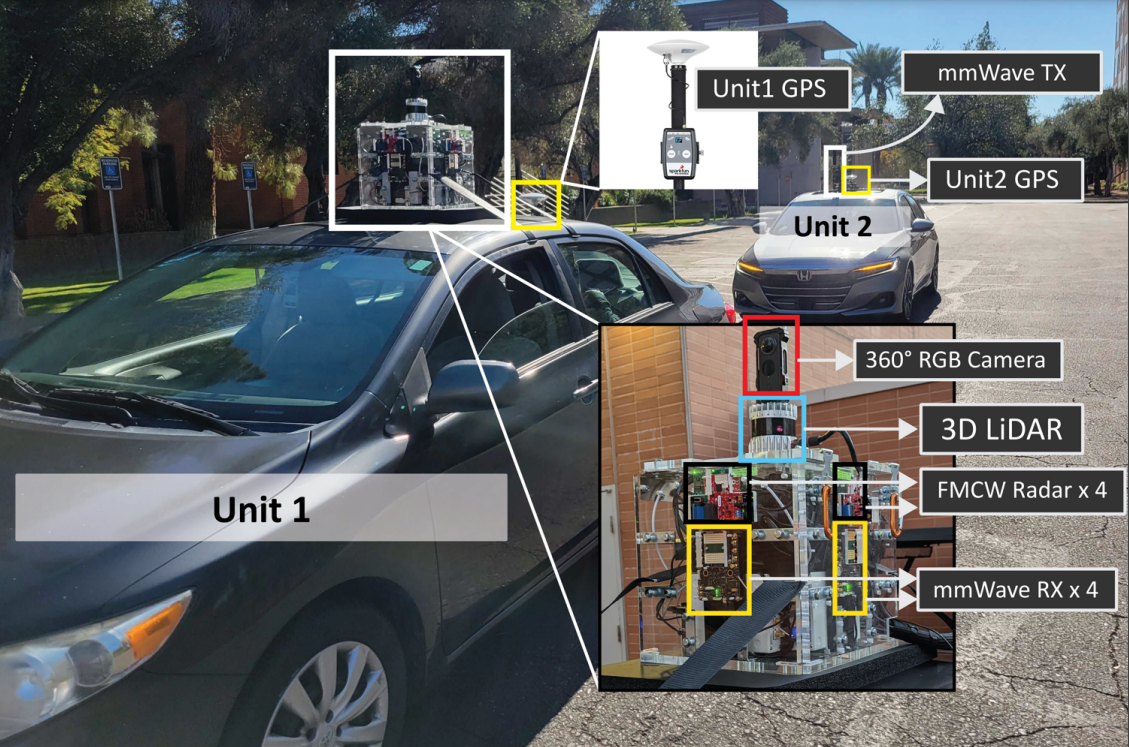 Unit1 GPS
mmWave TX
Unit2 GPS
sparkfun
Unit 2
360° RGB Camera
3D LiDAR
FMCW Radar x 4
mmWave RX x 4
Unit 1